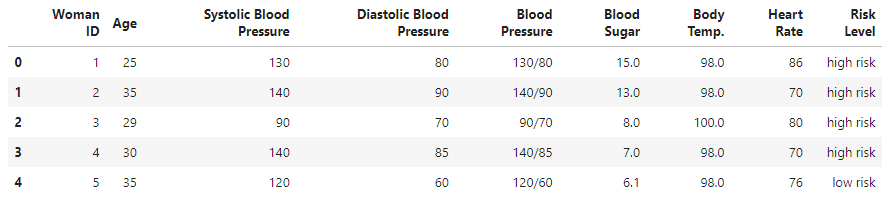 Woman ID Age Systolic Blood Pressure Diastolic Blood Pressure Blood Pressure Blood Sugar Body Temp. Heart Rate Risk Level
0 1 25 130 80 130/80 15.0 98.0 86 high risk
1 2 35 140 90 140/90 13.0 98.0 70 high risk
2 3 29 90 70 90/70 8.0 100.0 80 high risk
3 4 30 140 85 140/85 7.0 98.0 70 high risk
4 5 35 120 60 120/60 6.1 98.0 76 low risk